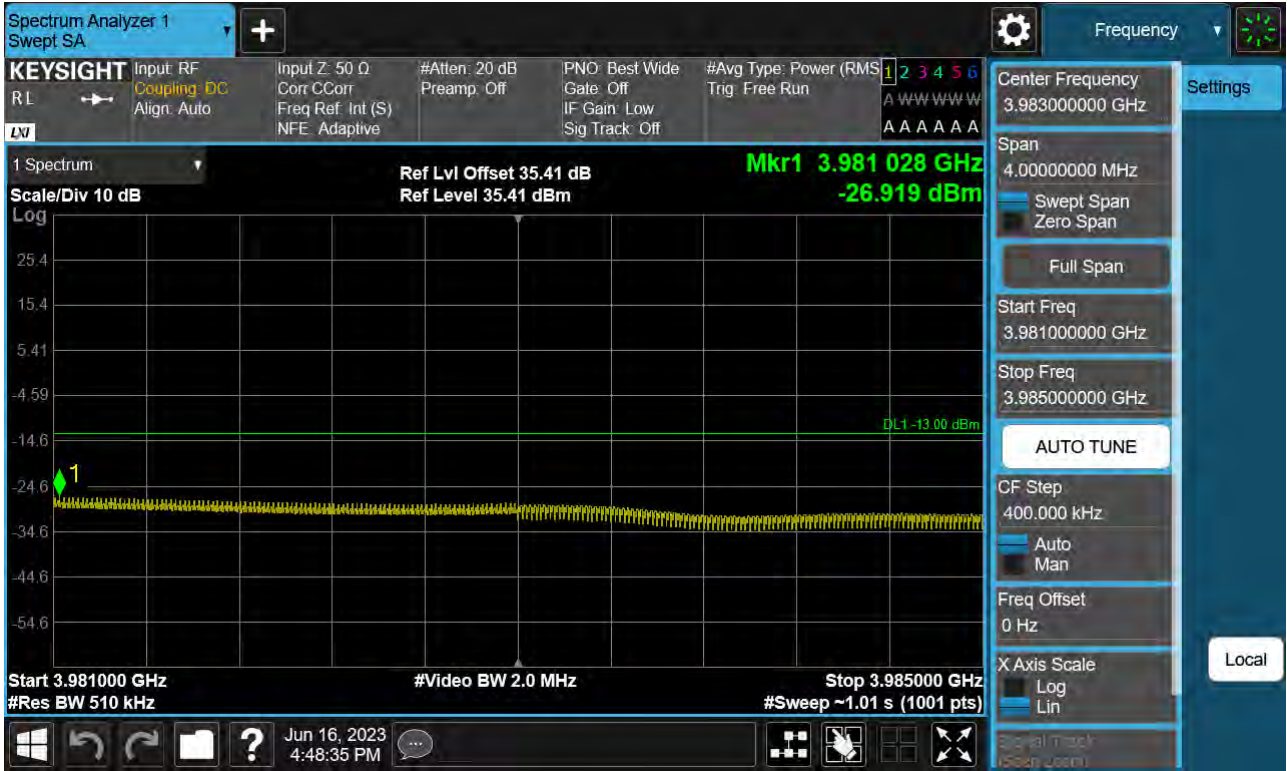 Spectrum Analyzer 1
Swept SA
+
Frequency
KEYSIGHT
RL
LXI
Input: RF
Coupling: DC
Align: Auto
Input Z: 50 Ω
Corr CCorr
Freq Ref: Int (S)
NFE: Adaptive
#Atten: 20 dB
Preamp: Off
PNO: Best Wide
Gate: Off
IF Gain: Low
Sig Track: Off
#Avg Type: Power (RMS
Trig: Free Run
1 2 3 4 5 6
A W W W W W
A A A A A A
1 Spectrum
Scale/Div 10 dB
Log
Ref Lvl Offset 35.41 dB
Ref Level 35.41 dBm
Mkr1 3.981 028 GHz
-26.919 dBm
25.4
15.4
5.41
-4.59
-14.6
-24.6
-34.6
-44.6
-54.6
DL1 -13.00 dBm
1
Start 3.981000 GHz
#Res BW 510 kHz
#Video BW 2.0 MHz
Stop 3.985000 GHz
#Sweep ~1.01 s (1001 pts)
Center Frequency
3.983000000 GHz
Span
4.00000000 MHz
Swept Span
Zero Span
Full Span
Start Freq
3.981000000 GHz
Stop Freq
3.985000000 GHz
AUTO TUNE
CF Step
400.000 kHz
Auto
Man
Freq Offset
0 Hz
X Axis Scale
Log
Lin
Signal Track
(Span Zoom)
Settings
Local
?
Jun 16, 2023
4:48:35 PM